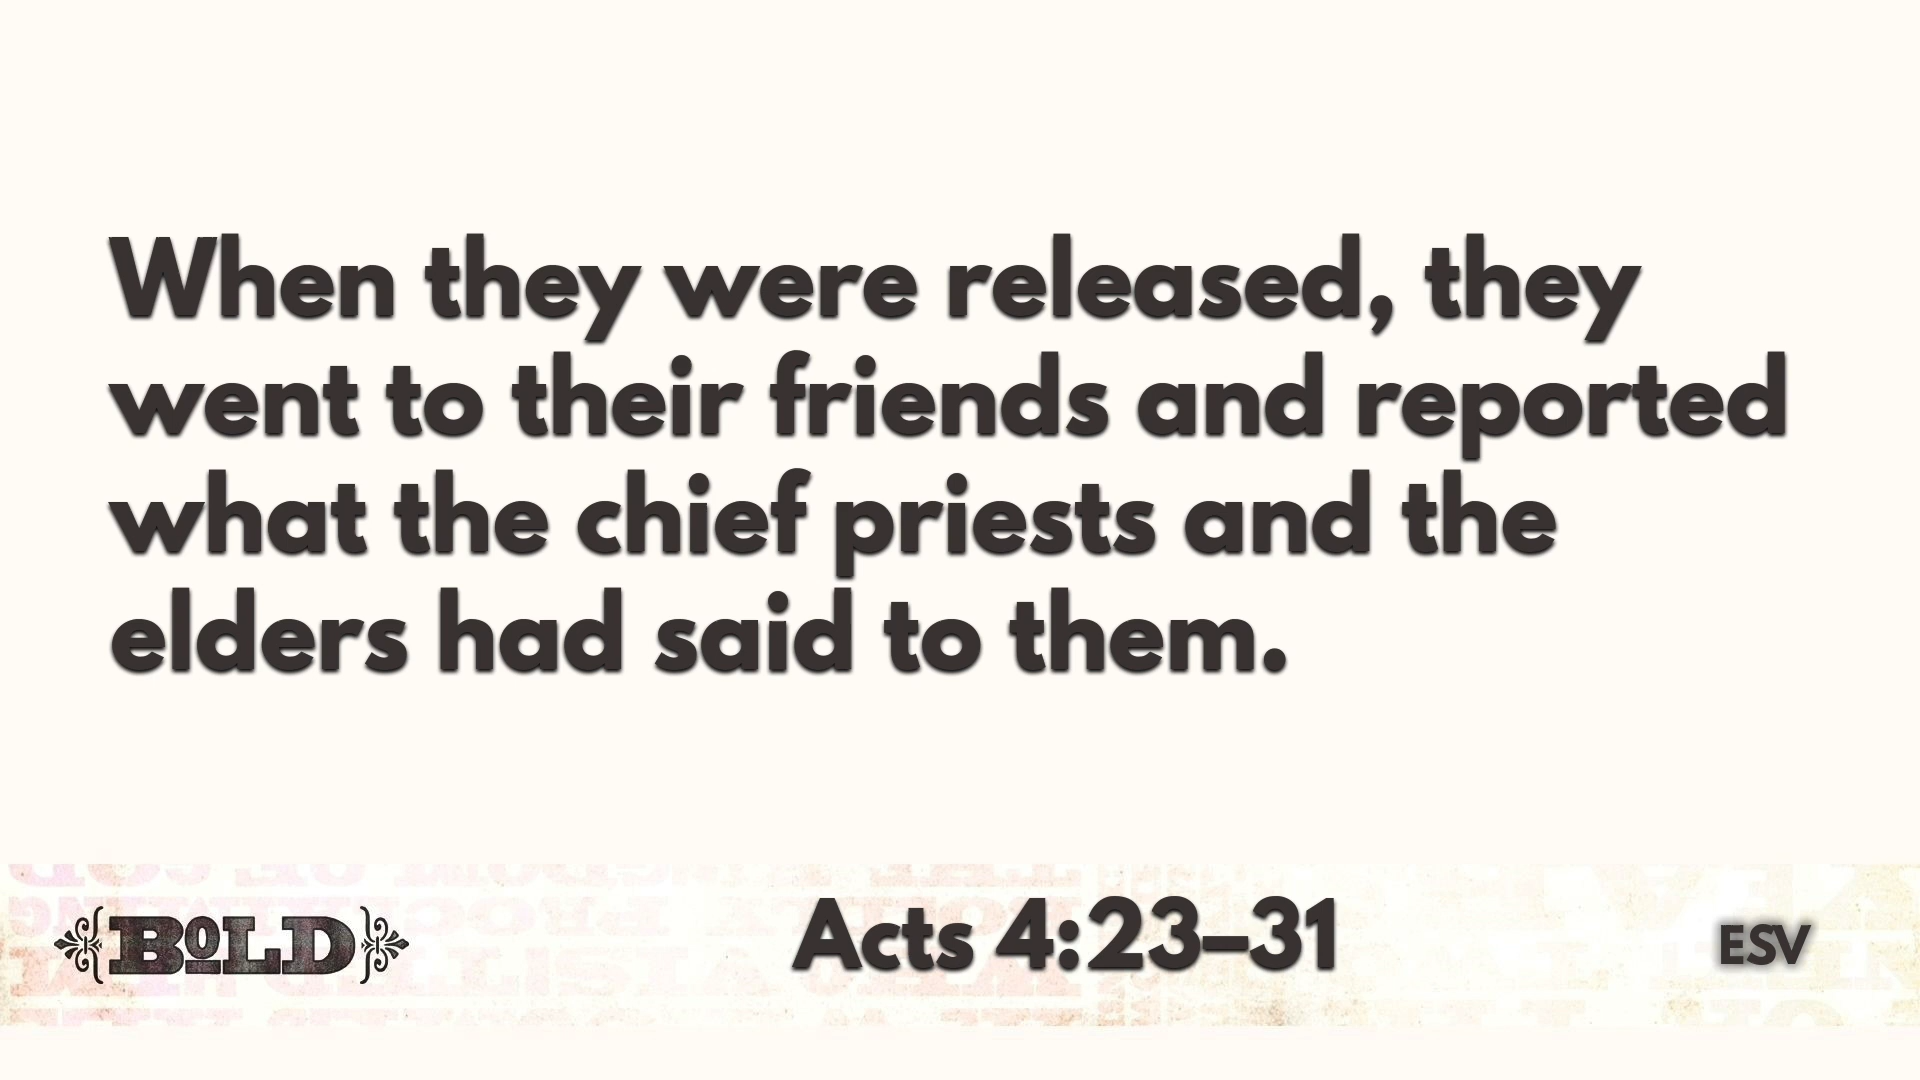 When they were released, they
went to their friends and reported
what the chief priests and the
elders had said to them.
BOLD
Acts 4:23–31
ESV